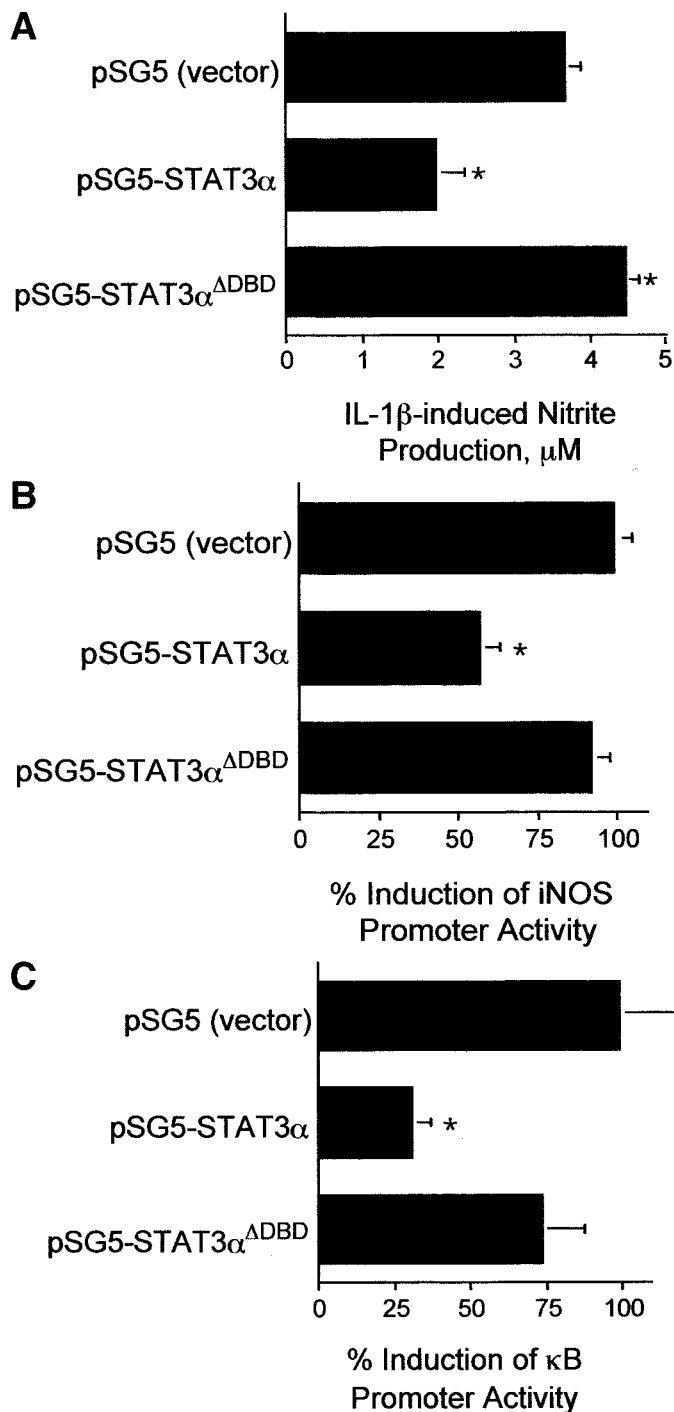 A
pSG5 (vector)
pSG5-STAT3α
*
pSG5-STAT3α^ΔDBD
*
0 1 2 3 4 5
IL-1β-induced Nitrite
Production, μM
B
pSG5 (vector)
pSG5-STAT3α
*
pSG5-STAT3α^ΔDBD
0 25 50 75 100
% Induction of iNOS
Promoter Activity
C
pSG5 (vector)
pSG5-STAT3α
*
pSG5-STAT3α^ΔDBD
0 25 50 75 100
% Induction of κB
Promoter Activity